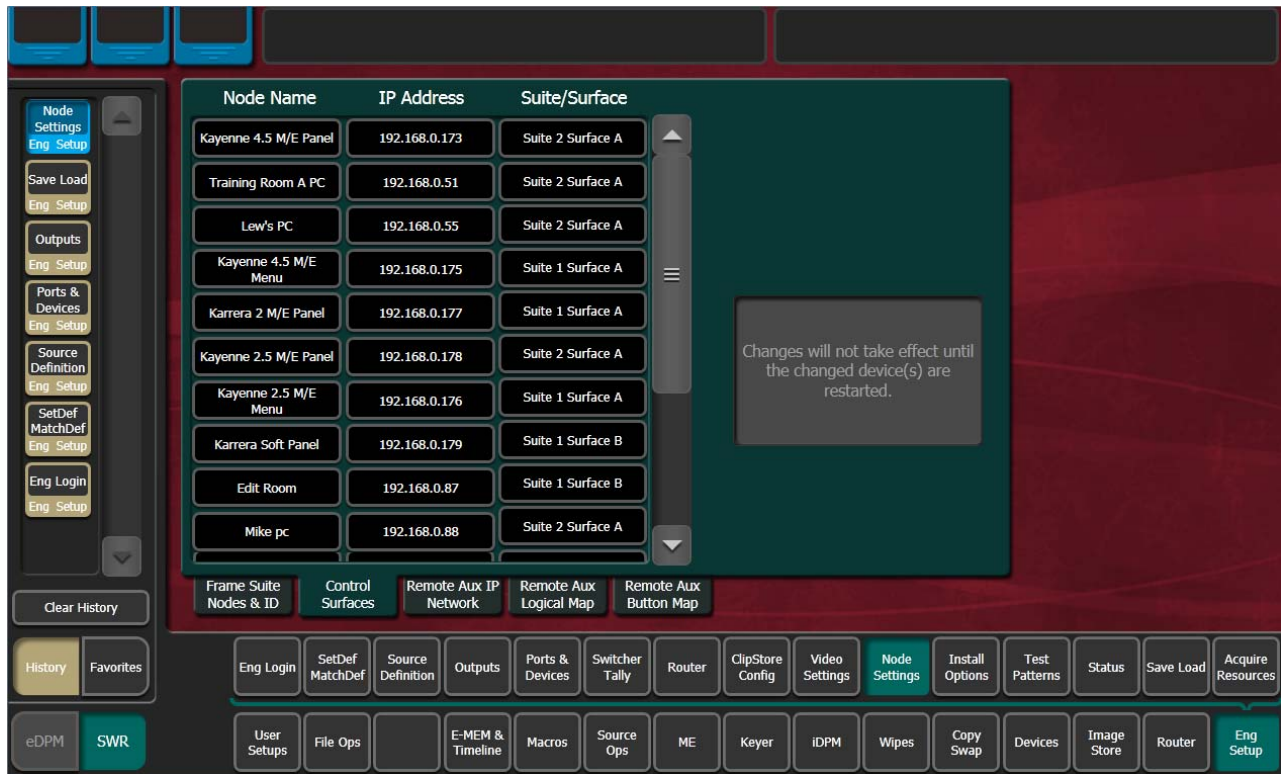 Node
Settings
Eng Setup
Save Load
Eng Setup
Outputs
Eng Setup
Ports &
Devices
Eng Setup
Source
Definition
Eng Setup
SetDef
MatchDef
Eng Setup
Eng Login
Eng Setup
Clear History
History Favorites
eDPM SWR
Node Name IP Address Suite/Surface
Kayenne 4.5 M/E Panel 192.168.0.173 Suite 2 Surface A
Training Room A PC 192.168.0.51 Suite 2 Surface A
Lew's PC 192.168.0.55 Suite 2 Surface A
Kayenne 4.5 M/E
Menu
192.168.0.175 Suite 1 Surface A
Karrera 2 M/E Panel 192.168.0.177 Suite 1 Surface A
Kayenne 2.5 M/E Panel 192.168.0.178 Suite 2 Surface A
Kayenne 2.5 M/E
Menu
192.168.0.176 Suite 1 Surface A
Karrera Soft Panel 192.168.0.179 Suite 1 Surface B
Edit Room 192.168.0.87 Suite 1 Surface B
Mike pc 192.168.0.88 Suite 2 Surface A
Changes will not take effect until
the changed device(s) are
restarted.
Frame Suite
Nodes & ID
Control
Surfaces
Remote Aux IP
Network
Remote Aux
Logical Map
Remote Aux
Button Map
Eng Login
SetDef
MatchDef
Source
Definition
Outputs
Ports &
Devices
Switcher
Tally
Router
ClipStore
Config
Video
Settings
Node
Settings
Install
Options
Test
Patterns
Status
Save Load
Acquire
Resources
User
Setups
File Ops
E-MEM &
Timeline
Macros
Source
Ops
ME
Keyer
iDPM
Wipes
Copy
Swap
Devices
Image
Store
Router
Eng
Setup